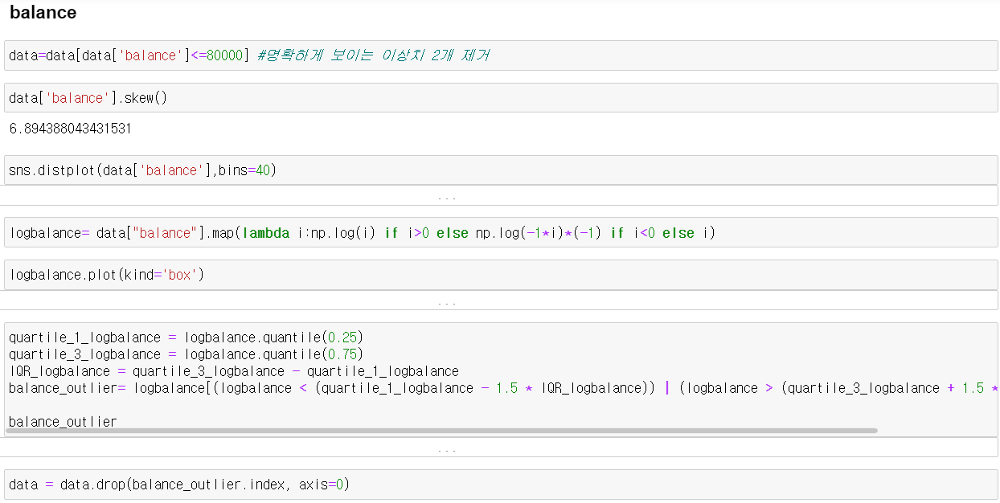 balance
data=data[data['balance']<=80000] #명확하게 보이는 이상치 2개 제거
data['balance'].skew()
6.894388043431531
sns.distplot(data['balance'],bins=40)
...
logbalance= data["balance"].map(lambda i:np.log(i) if i>0 else np.log(-1*i)*(-1) if i<0 else i)
logbalance.plot(kind='box')
...
quartile_1_logbalance = logbalance.quantile(0.25)
quartile_3_logbalance = logbalance.quantile(0.75)
IQR_logbalance = quartile_3_logbalance - quartile_1_logbalance
balance_outlier= logbalance[(logbalance < (quartile_1_logbalance - 1.5 * IQR_logbalance)) | (logbalance > (quartile_3_logbalance + 1.5 *
balance_outlier
...
data = data.drop(balance_outlier.index, axis=0)